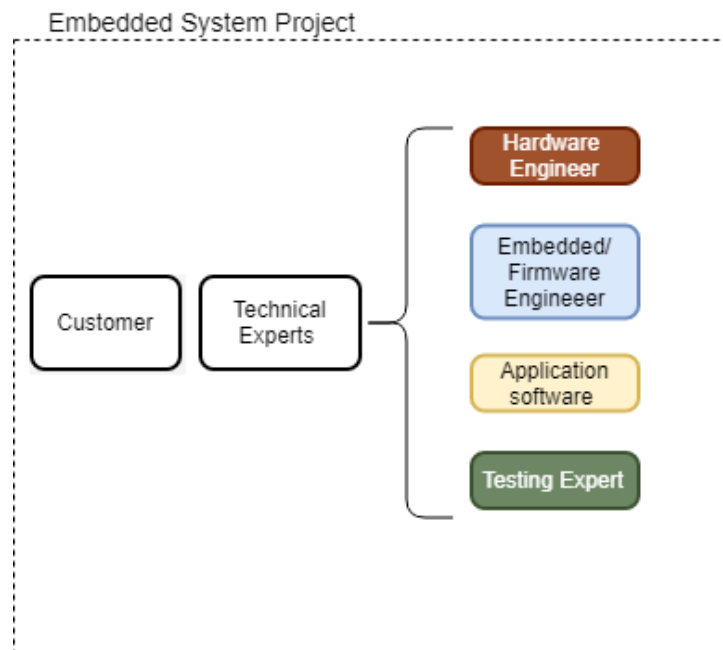 Embedded System Project
Hardware
Engineer
Embedded/
Firmware
Engineeer
Customer
Technical
Experts
Application
software
Testing Expert